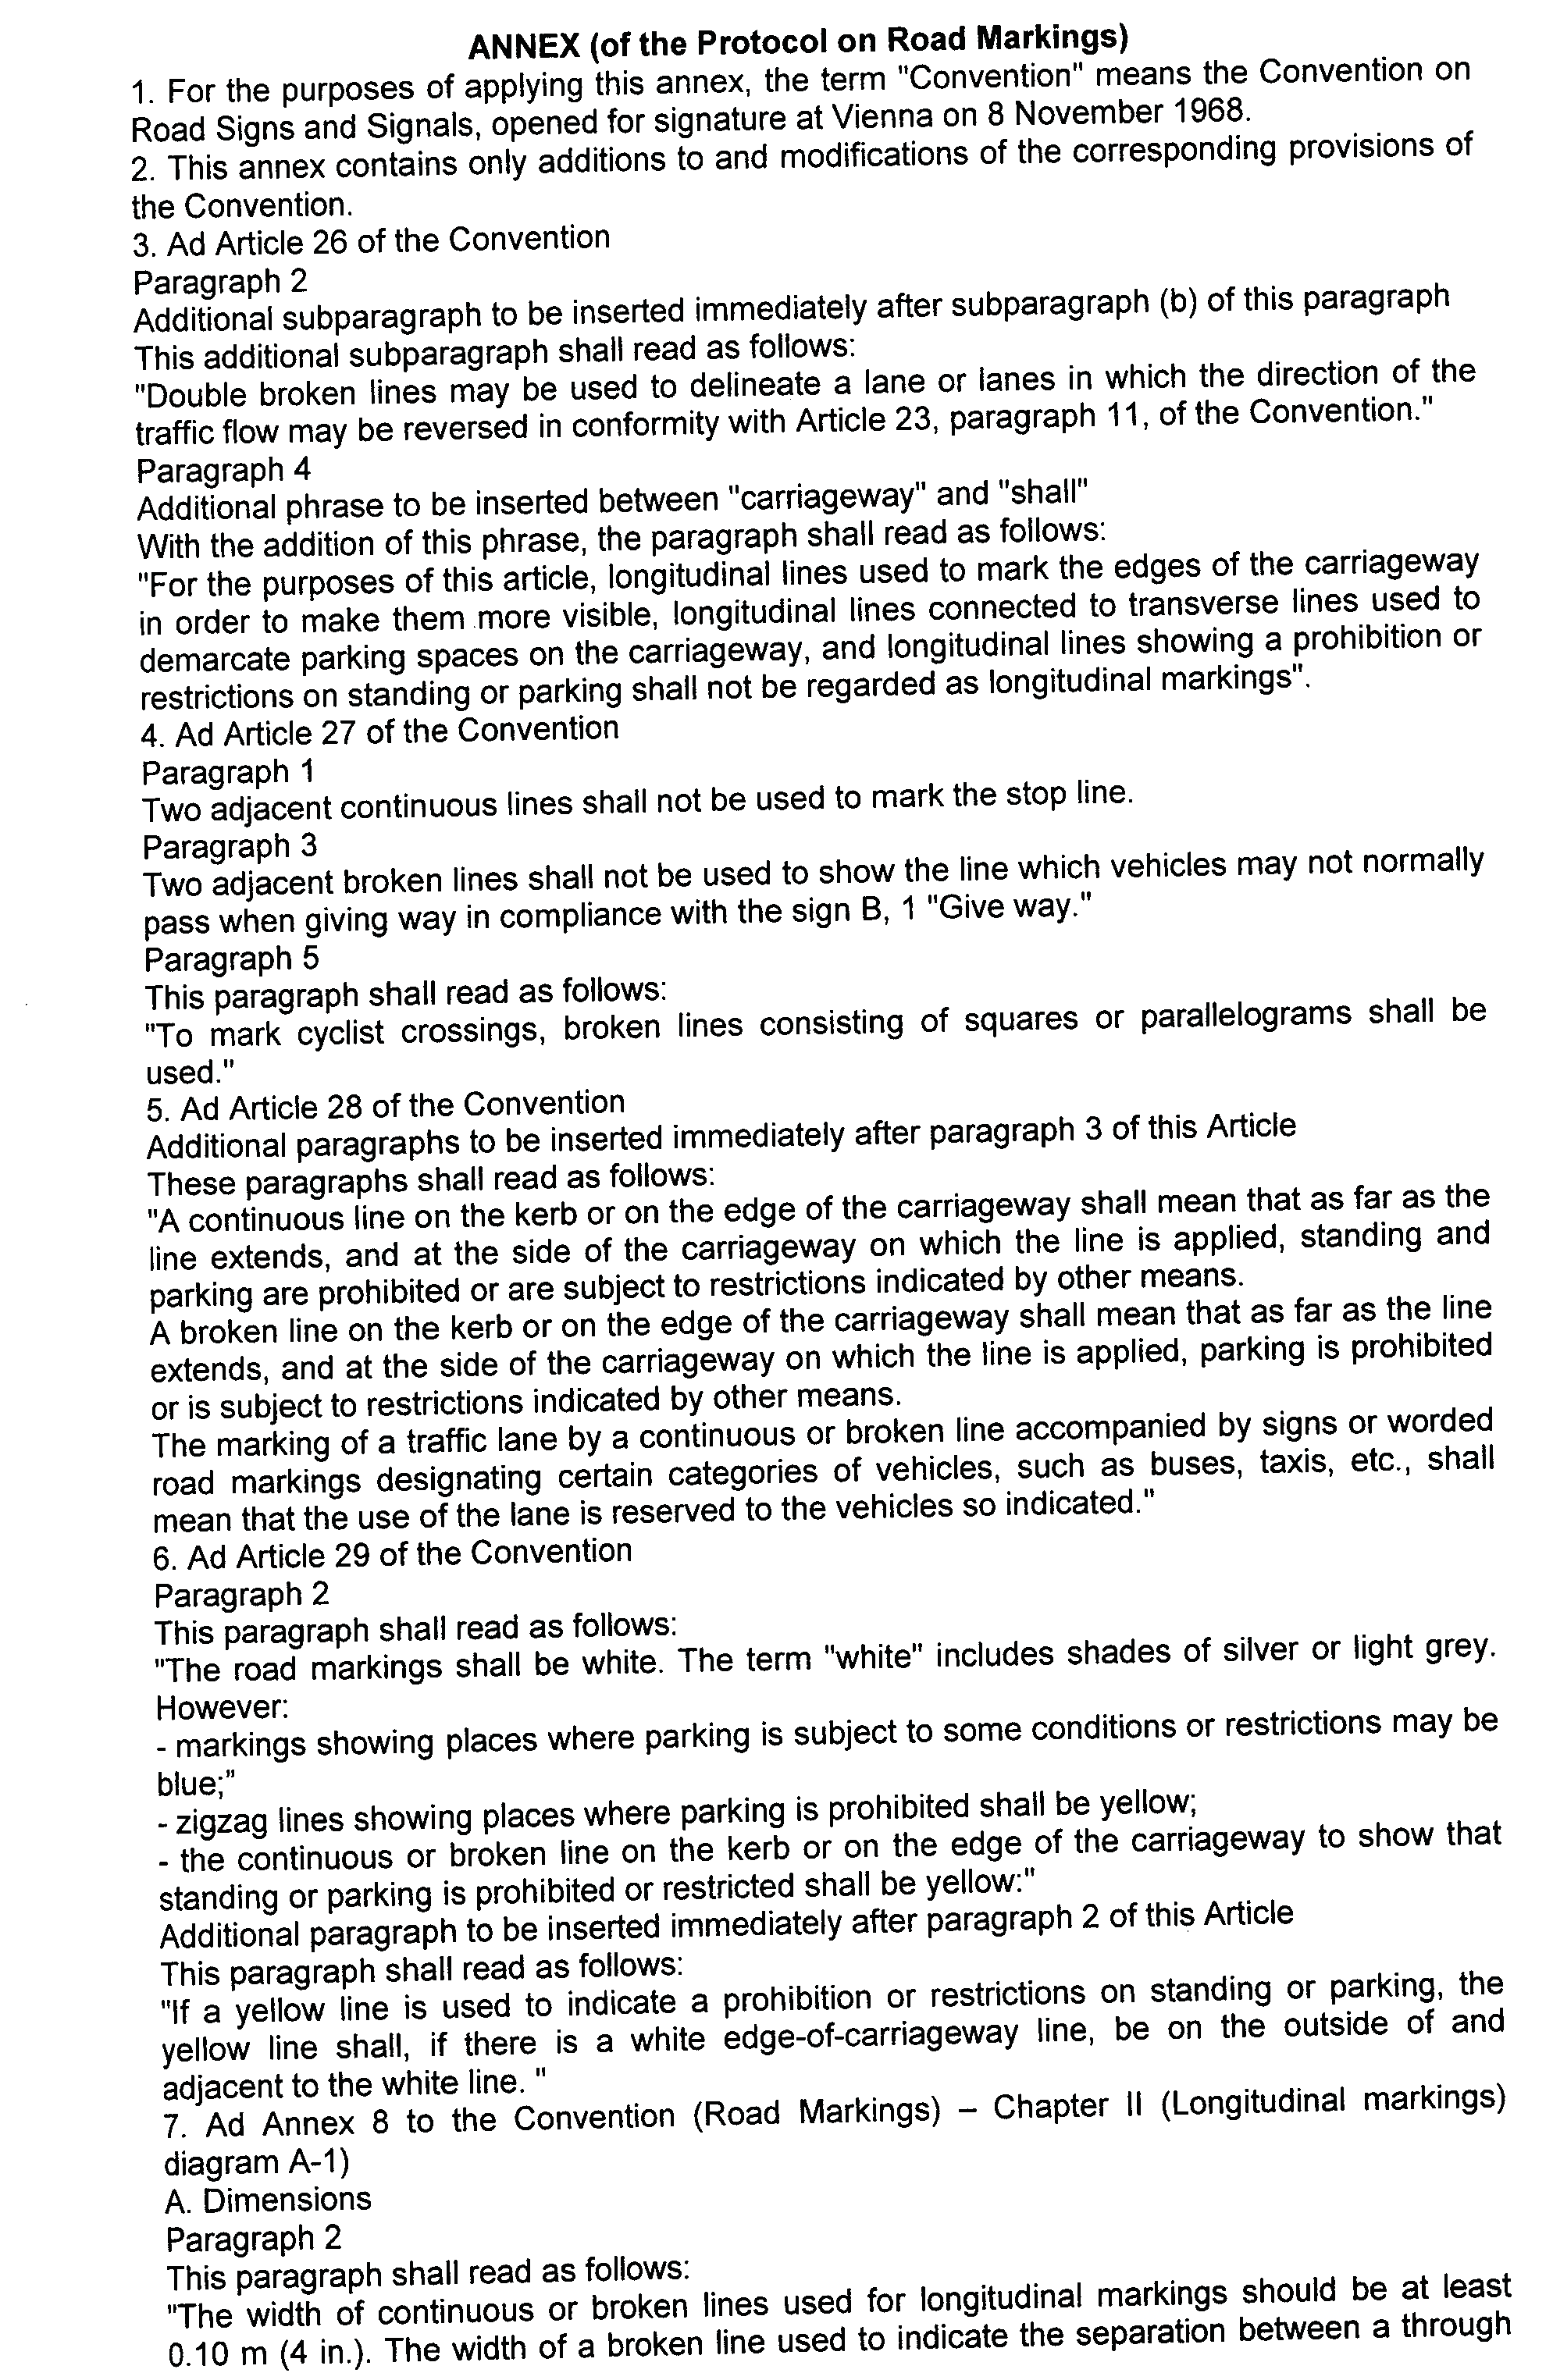 ANNEX (of the Protocol on Road Markings)
1. For the purposes of applying this annex, the term "Convention" means the Convention on
Road Signs and Signals, opened for signature at Vienna on 8 November 1968.
2. This annex contains only additions to and modifications of the corresponding provisions of
the Convention.
3. Ad Article 26 of the Convention
Paragraph 2
Additional subparagraph to be inserted immediately after subparagraph (b) of this paragraph
This additional subparagraph shall read as follows:
"Double broken lines may be used to delineate a lane or lanes in which the direction of the
traffic flow may be reversed in conformity with Article 23, paragraph 11, of the Convention."
Paragraph 4
Additional phrase to be inserted between "carriageway" and "shall"
With the addition of this phrase, the paragraph shall read as follows:
"For the purposes of this article, longitudinal lines used to mark the edges of the carriageway
in order to make them more visible, longitudinal lines connected to transverse lines used to
demarcate parking spaces on the carriageway, and longitudinal lines showing a prohibition or
restrictions on standing or parking shall not be regarded as longitudinal markings".
4. Ad Article 27 of the Convention
Paragraph 1
Two adjacent continuous lines shall not be used to mark the stop line.
Paragraph 3
Two adjacent broken lines shall not be used to show the line which vehicles may not normally
pass when giving way in compliance with the sign B, 1 "Give way."
Paragraph 5
This paragraph shall read as follows:
"To mark cyclist crossings, broken lines consisting of squares or parallelograms shall be
used."
5. Ad Article 28 of the Convention
Additional paragraphs to be inserted immediately after paragraph 3 of this Article
These paragraphs shall read as follows:
"A continuous line on the kerb or on the edge of the carriageway shall mean that as far as the
line extends, and at the side of the carriageway on which the line is applied, standing and
parking are prohibited or are subject to restrictions indicated by other means.
A broken line on the kerb or on the edge of the carriageway shall mean that as far as the line
extends, and at the side of the carriageway on which the line is applied, parking is prohibited
or is subject to restrictions indicated by other means.
The marking of a traffic lane by a continuous or broken line accompanied by signs or worded
road markings designating certain categories of vehicles, such as buses, taxis, etc., shall
mean that the use of the lane is reserved to the vehicles so indicated."
6. Ad Article 29 of the Convention
Paragraph 2
This paragraph shall read as follows:
"The road markings shall be white. The term "white" includes shades of silver or light grey.
However:
- markings showing places where parking is subject to some conditions or restrictions may be
blue;"
- zigzag lines showing places where parking is prohibited shall be yellow;
- the continuous or broken line on the kerb or on the edge of the carriageway to show that
standing or parking is prohibited or restricted shall be yellow:"
Additional paragraph to be inserted immediately after paragraph 2 of this Article
This paragraph shall read as follows:
"If a yellow line is used to indicate a prohibition or restrictions on standing or parking, the
yellow line shall, if there is a white edge-of-carriageway line, be on the outside of and
adjacent to the white line. "
7. Ad Annex 8 to the Convention (Road Markings) – Chapter II (Longitudinal markings)
diagram A-1)
A. Dimensions
Paragraph 2
This paragraph shall read as follows:
"The width of continuous or broken lines used for longitudinal markings should be at least
0.10 m (4 in.). The width of a broken line used to indicate the separation between a through